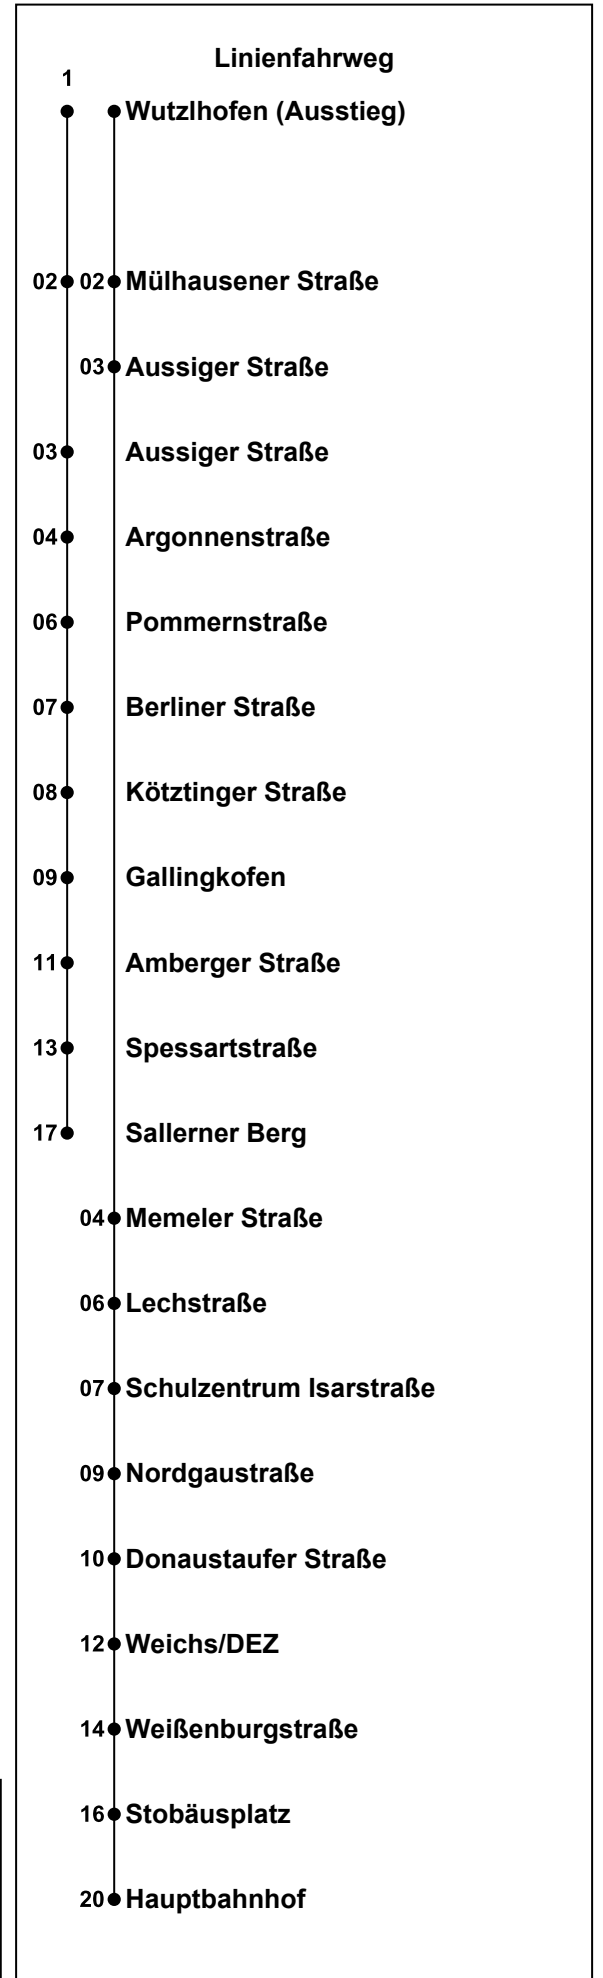 Linienfahrweg
1
Wutzlhofen (Ausstieg)
02 02 Mülhausener Straße
03 Aussiger Straße
03 Aussiger Straße
04 Argonnenstraße
06 Pommernstraße
07 Berliner Straße
08 Kötztinger Straße
09 Gallingkofen
11 Amberger Straße
13 Spessartstraße
17 Sallerner Berg
04 Memeler Straße
06 Lechstraße
07 Schulzentrum Isarstraße
09 Nordgaustraße
10 Donaustaufer Straße
12 Weichs/DEZ
14 Weißenburgstraße
16 Stobäusplatz
20 Hauptbahnhof